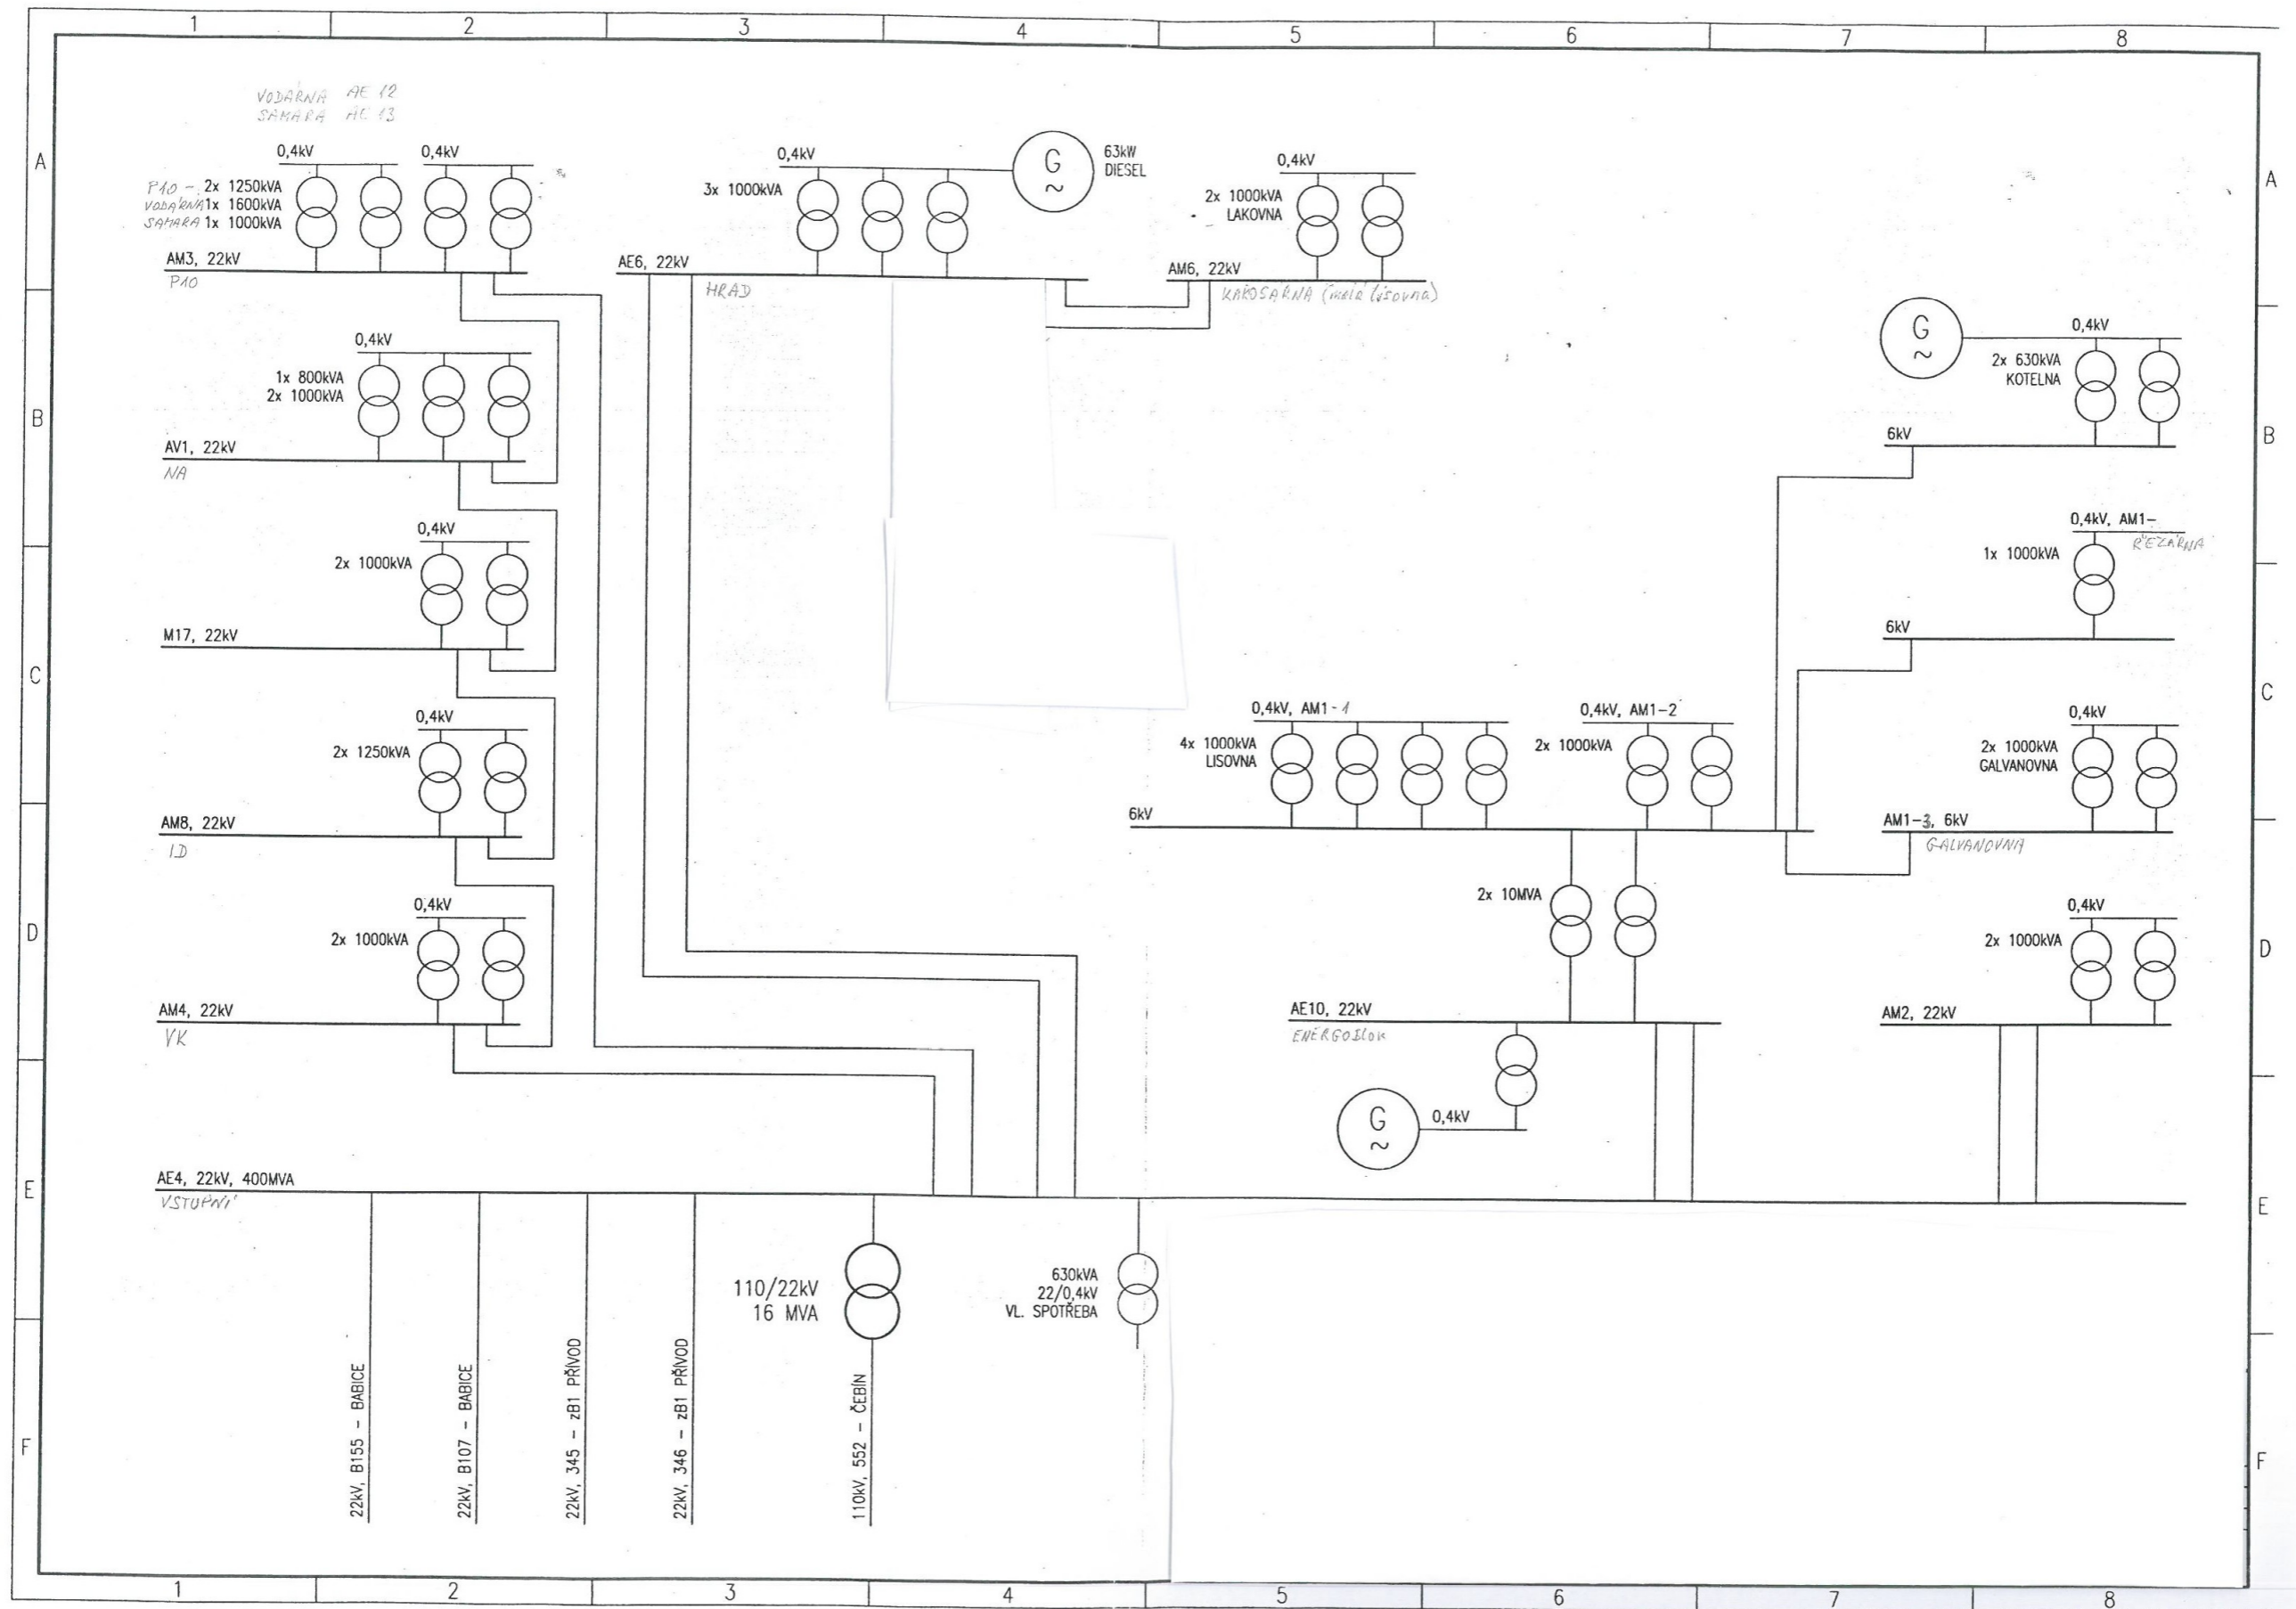 1 2 3 4 5 6 7 8
VODÁRNA AE 12
SAMARA AE 13
A
0,4kV
0,4kV
P10 - 2x 1250kVA
VODÁRNA 1x 1600kVA
SAMARA 1x 1000kVA
AM3, 22kV
P10
0,4kV
3x 1000kVA
G
~
63kW
DIESEL
AE6, 22kV
HRAD
0,4kV
2x 1000kVA
LAKOVNA
AM6, 22kV
KAROSÁRNA (malá lisovna)
A
B
0,4kV
1x 800kVA
2x 1000kVA
AV1, 22kV
NA
G
~
0,4kV
2x 630kVA
KOTELNA
6kV
B
0,4kV
2x 1000kVA
M17, 22kV
0,4kV, AM1-
ŘEZÁRNA
1x 1000kVA
6kV
C
0,4kV
2x 1250kVA
AM8, 22kV
ID
0,4kV, AM1-1
4x 1000kVA
LISOVNA
0,4kV, AM1-2
2x 1000kVA
6kV
0,4kV
2x 1000kVA
GALVANOVNA
AM1-3, 6kV
GALVANOVNA
C
D
0,4kV
2x 1000kVA
AM4, 22kV
VK
2x 10MVA
AE10, 22kV
ENERGOBLOK
0,4kV
2x 1000kVA
AM2, 22kV
D
G
~
0,4kV
E
AE4, 22kV, 400MVA
VSTUPNÍ
E
110/22kV
16 MVA
630kVA
22/0,4kV
VL. SPOTŘEBA
22kV, B155 - BABICE
22kV, B107 - BABICE
22kV, 345 - zB1 PŘÍVOD
22kV, 346 - zB1 PŘÍVOD
110kV, 552 - ČEBÍN
F
F
1 2 3 4 5 6 7 8